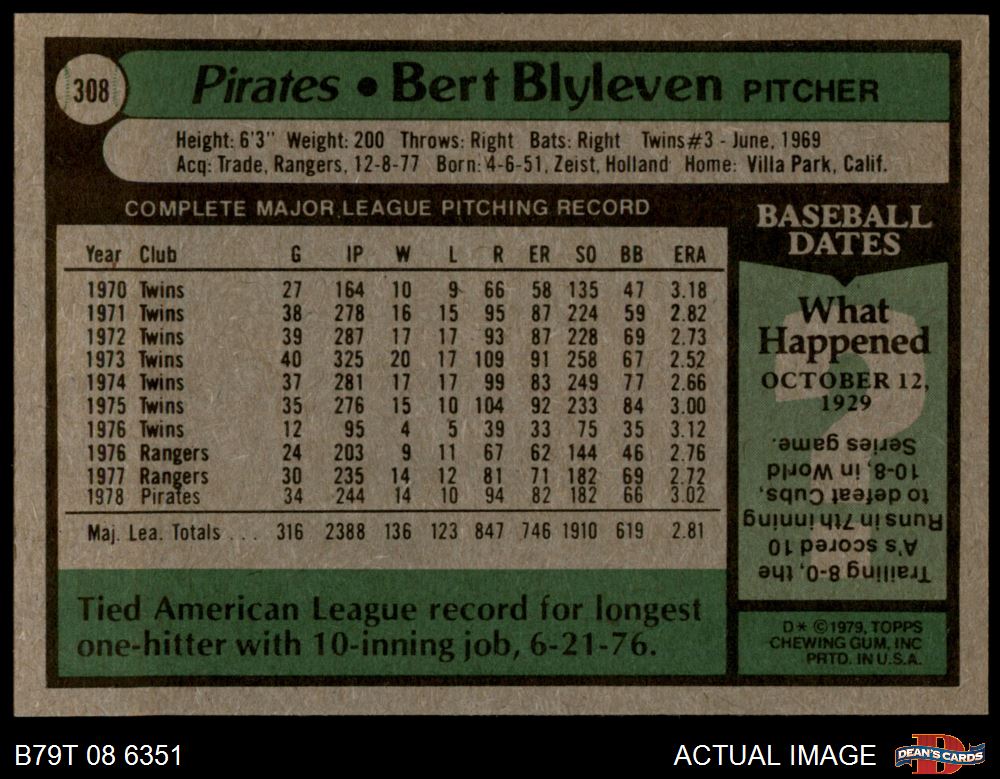 308
Pirates • Bert Blyleven PITCHER
Height: 6'3" Weight: 200 Throws: Right Bats: Right Twins #3 - June, 1969
Acq: Trade, Rangers, 12-8-77 Born: 4-6-51, Zeist, Holland Home: Villa Park, Calif.
COMPLETE MAJOR LEAGUE PITCHING RECORD
Year Club G IP W L R ER SO BB ERA
1970 Twins 27 164 10 9 66 58 135 47 3.18
1971 Twins 38 278 16 15 95 87 224 59 2.82
1972 Twins 39 287 17 17 93 87 228 69 2.73
1973 Twins 40 325 20 17 109 91 258 67 2.52
1974 Twins 37 281 17 17 99 83 249 77 2.66
1975 Twins 35 276 15 10 104 92 233 84 3.00
1976 Twins 12 95 4 5 39 33 75 35 3.12
1976 Rangers 24 203 9 11 67 62 144 46 2.76
1977 Rangers 30 235 14 12 81 71 182 69 2.72
1978 Pirates 34 244 14 10 94 82 182 66 3.02
Maj. Lea. Totals . . . 316 2388 136 123 847 746 1910 619 2.81
Tied American League record for longest
one-hitter with 10-inning job, 6-21-76.
BASEBALL
DATES
What
Happened
OCTOBER 12,
1929
Trailing 8-0, the
A's scored 10
Runs in 7th inning
to defeat Cubs,
10-8, in World
Series game.
D* © 1979, TOPPS
CHEWING GUM, INC
PRTD. IN U.S.A.
B79T 08 6351
ACTUAL IMAGE
DEAN'S CARDS